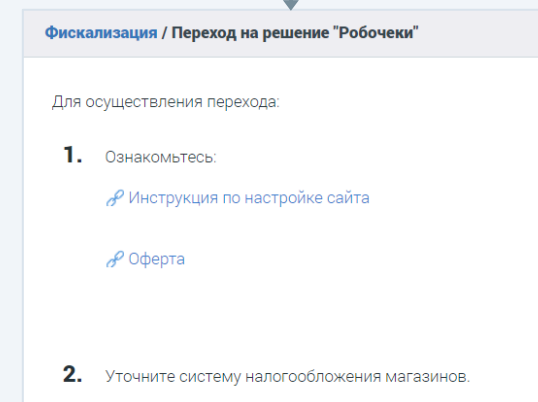 Фискализация / Переход на решение "Робочеки"
Для осуществления перехода:
1. Ознакомьтесь:
Инструкция по настройке сайта
Оферта
2. Уточните систему налогообложения магазинов.